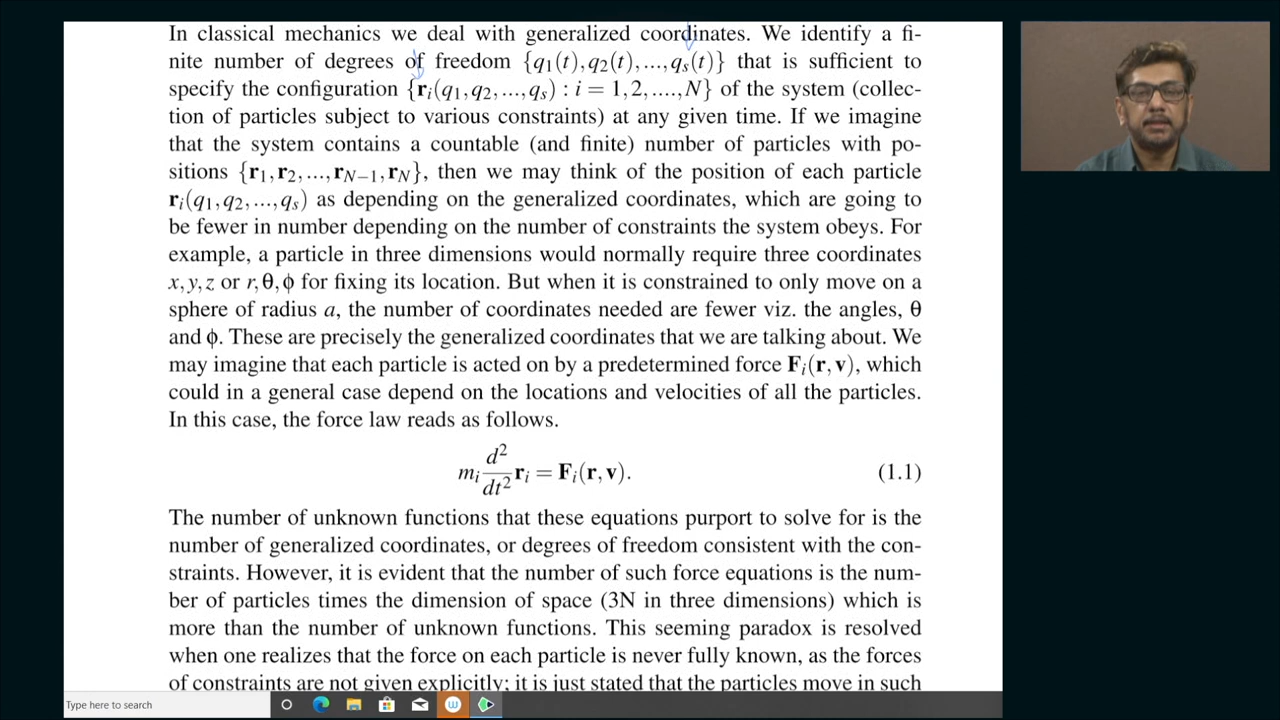 In classical mechanics we deal with generalized coordinates. We identify a fi-
nite number of degrees of freedom {q1(t),q2(t),...,qs(t)} that is sufficient to
specify the configuration {ri(q1,q2,...,qs) : i = 1,2,....,N} of the system (collec-
tion of particles subject to various constraints) at any given time. If we imagine
that the system contains a countable (and finite) number of particles with po-
sitions {r1,r2,...,rN−1,rN}, then we may think of the position of each particle
ri(q1,q2,...,qs) as depending on the generalized coordinates, which are going to
be fewer in number depending on the number of constraints the system obeys. For
example, a particle in three dimensions would normally require three coordinates
x,y,z or r,θ,ϕ for fixing its location. But when it is constrained to only move on a
sphere of radius a, the number of coordinates needed are fewer viz. the angles, θ
and ϕ. These are precisely the generalized coordinates that we are talking about. We
may imagine that each particle is acted on by a predetermined force Fi(r,v), which
could in a general case depend on the locations and velocities of all the particles.
In this case, the force law reads as follows.
mi d²/dt² ri = Fi(r,v). (1.1)
The number of unknown functions that these equations purport to solve for is the
number of generalized coordinates, or degrees of freedom consistent with the con-
straints. However, it is evident that the number of such force equations is the num-
ber of particles times the dimension of space (3N in three dimensions) which is
more than the number of unknown functions. This seeming paradox is resolved
when one realizes that the force on each particle is never fully known, as the forces
of constraints are not given explicitly; it is just stated that the particles move in such
Type here to search